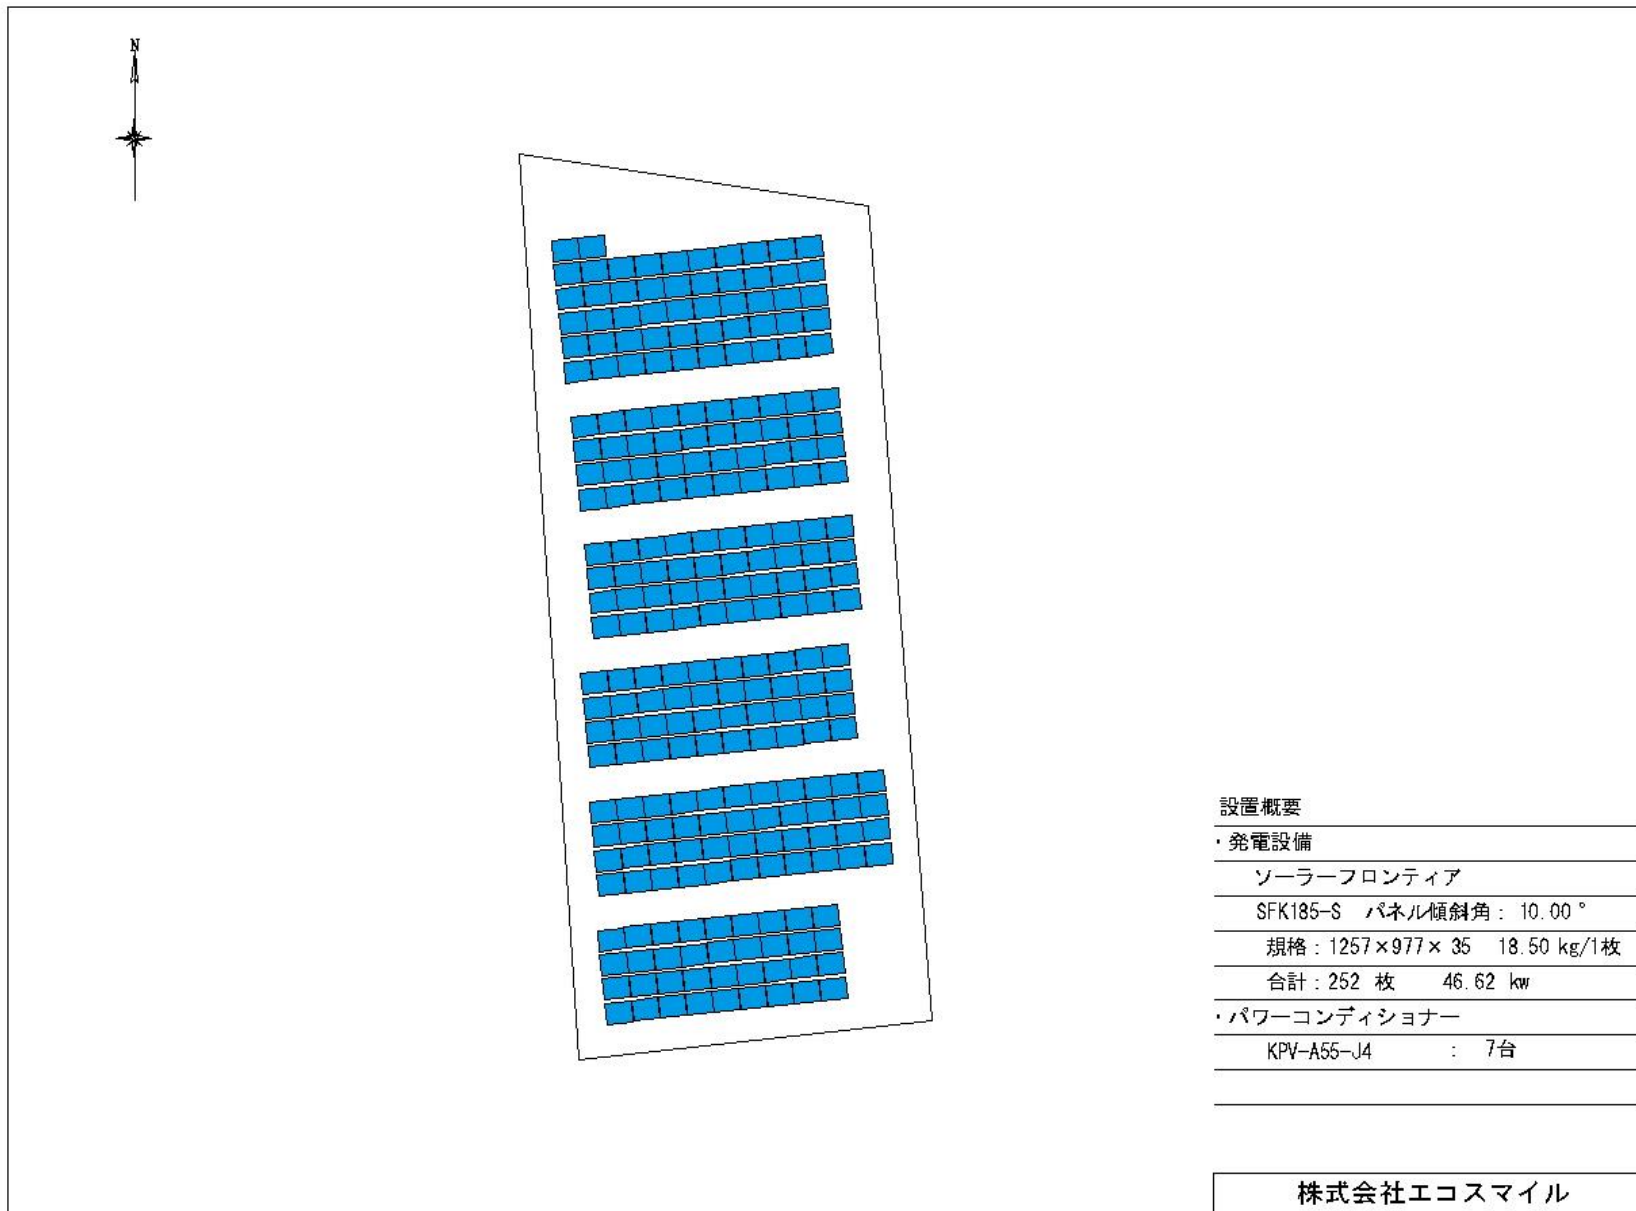 N
設置概要
・発電設備
ソーラーフロンティア
SFK185-S パネル傾斜角: 10.00°
規格:1257×977× 35 18.50 kg/1枚
合計:252 枚 46.62 kw
・パワーコンディショナー
KPV-A55-J4 : 7台
株式会社エコスマイル